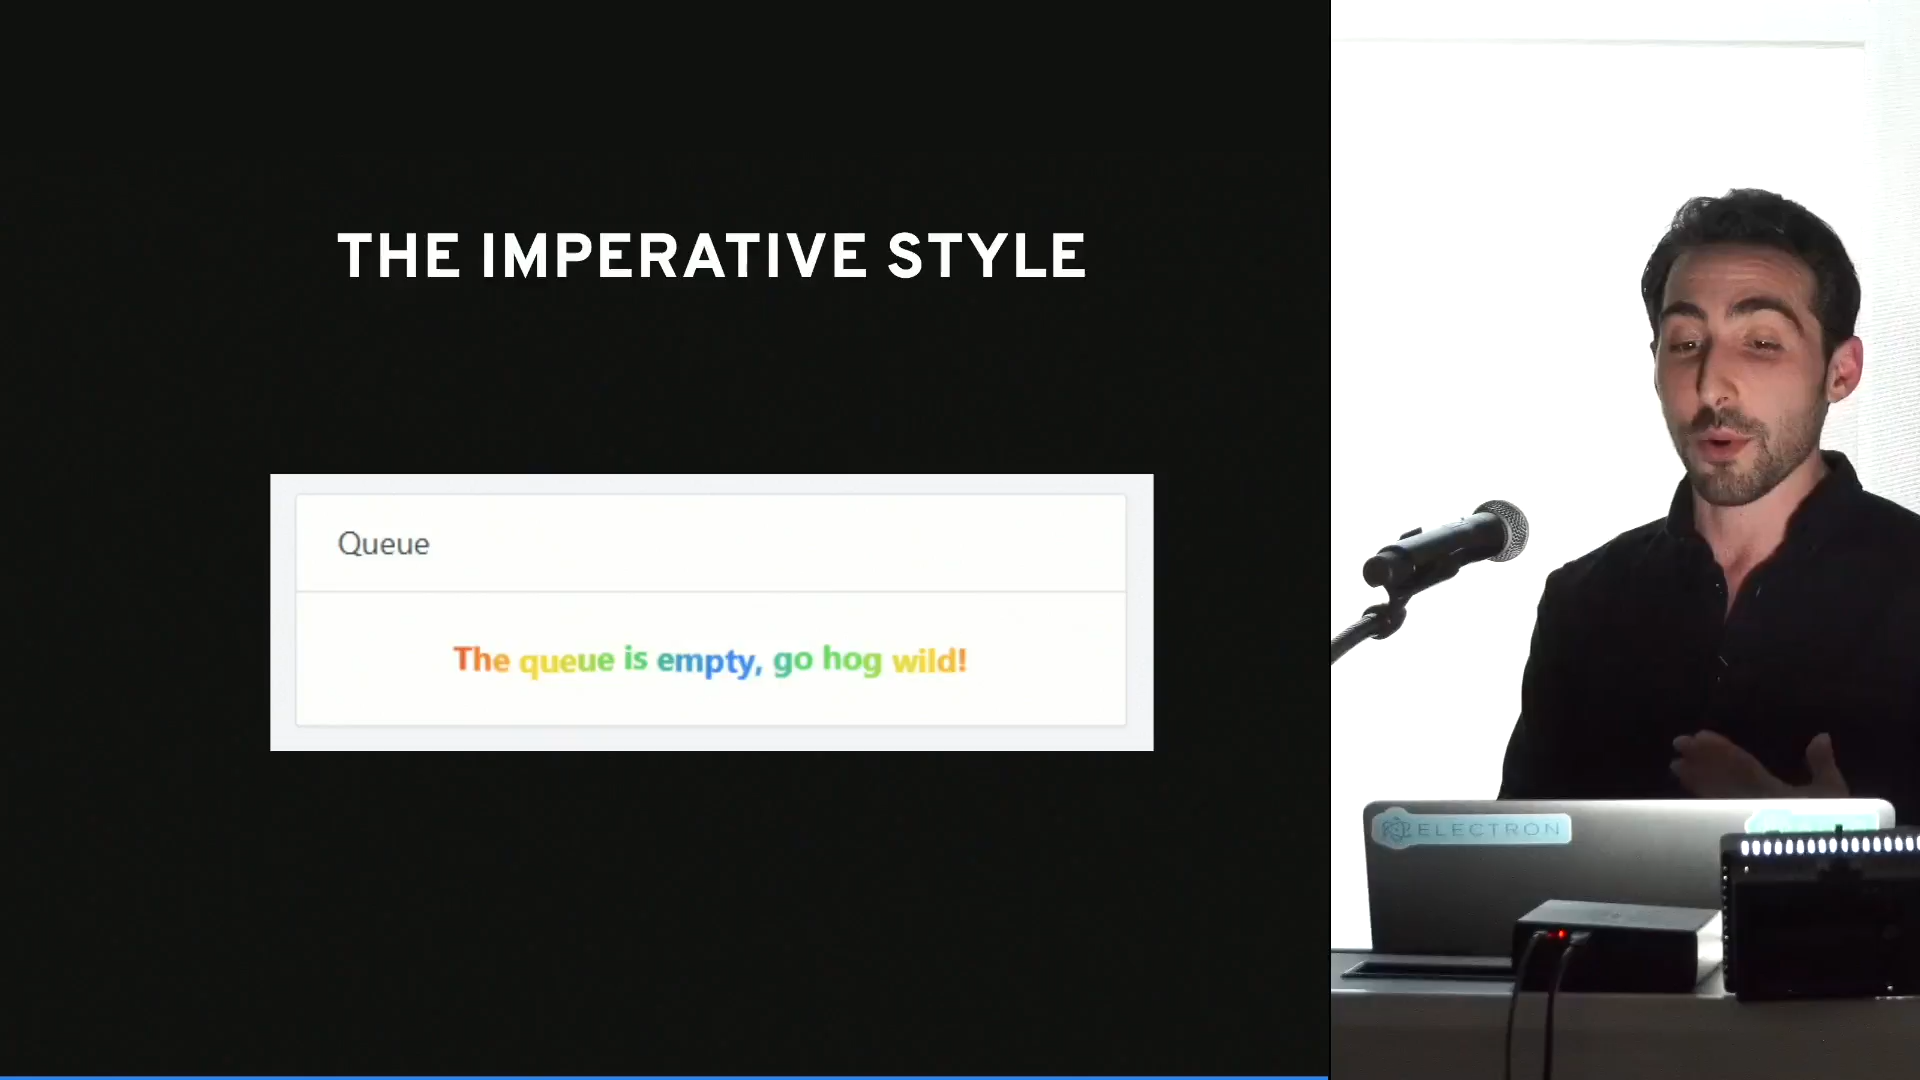 THE IMPERATIVE STYLE
Queue
The queue is empty, go hog wild!
ELECTRON